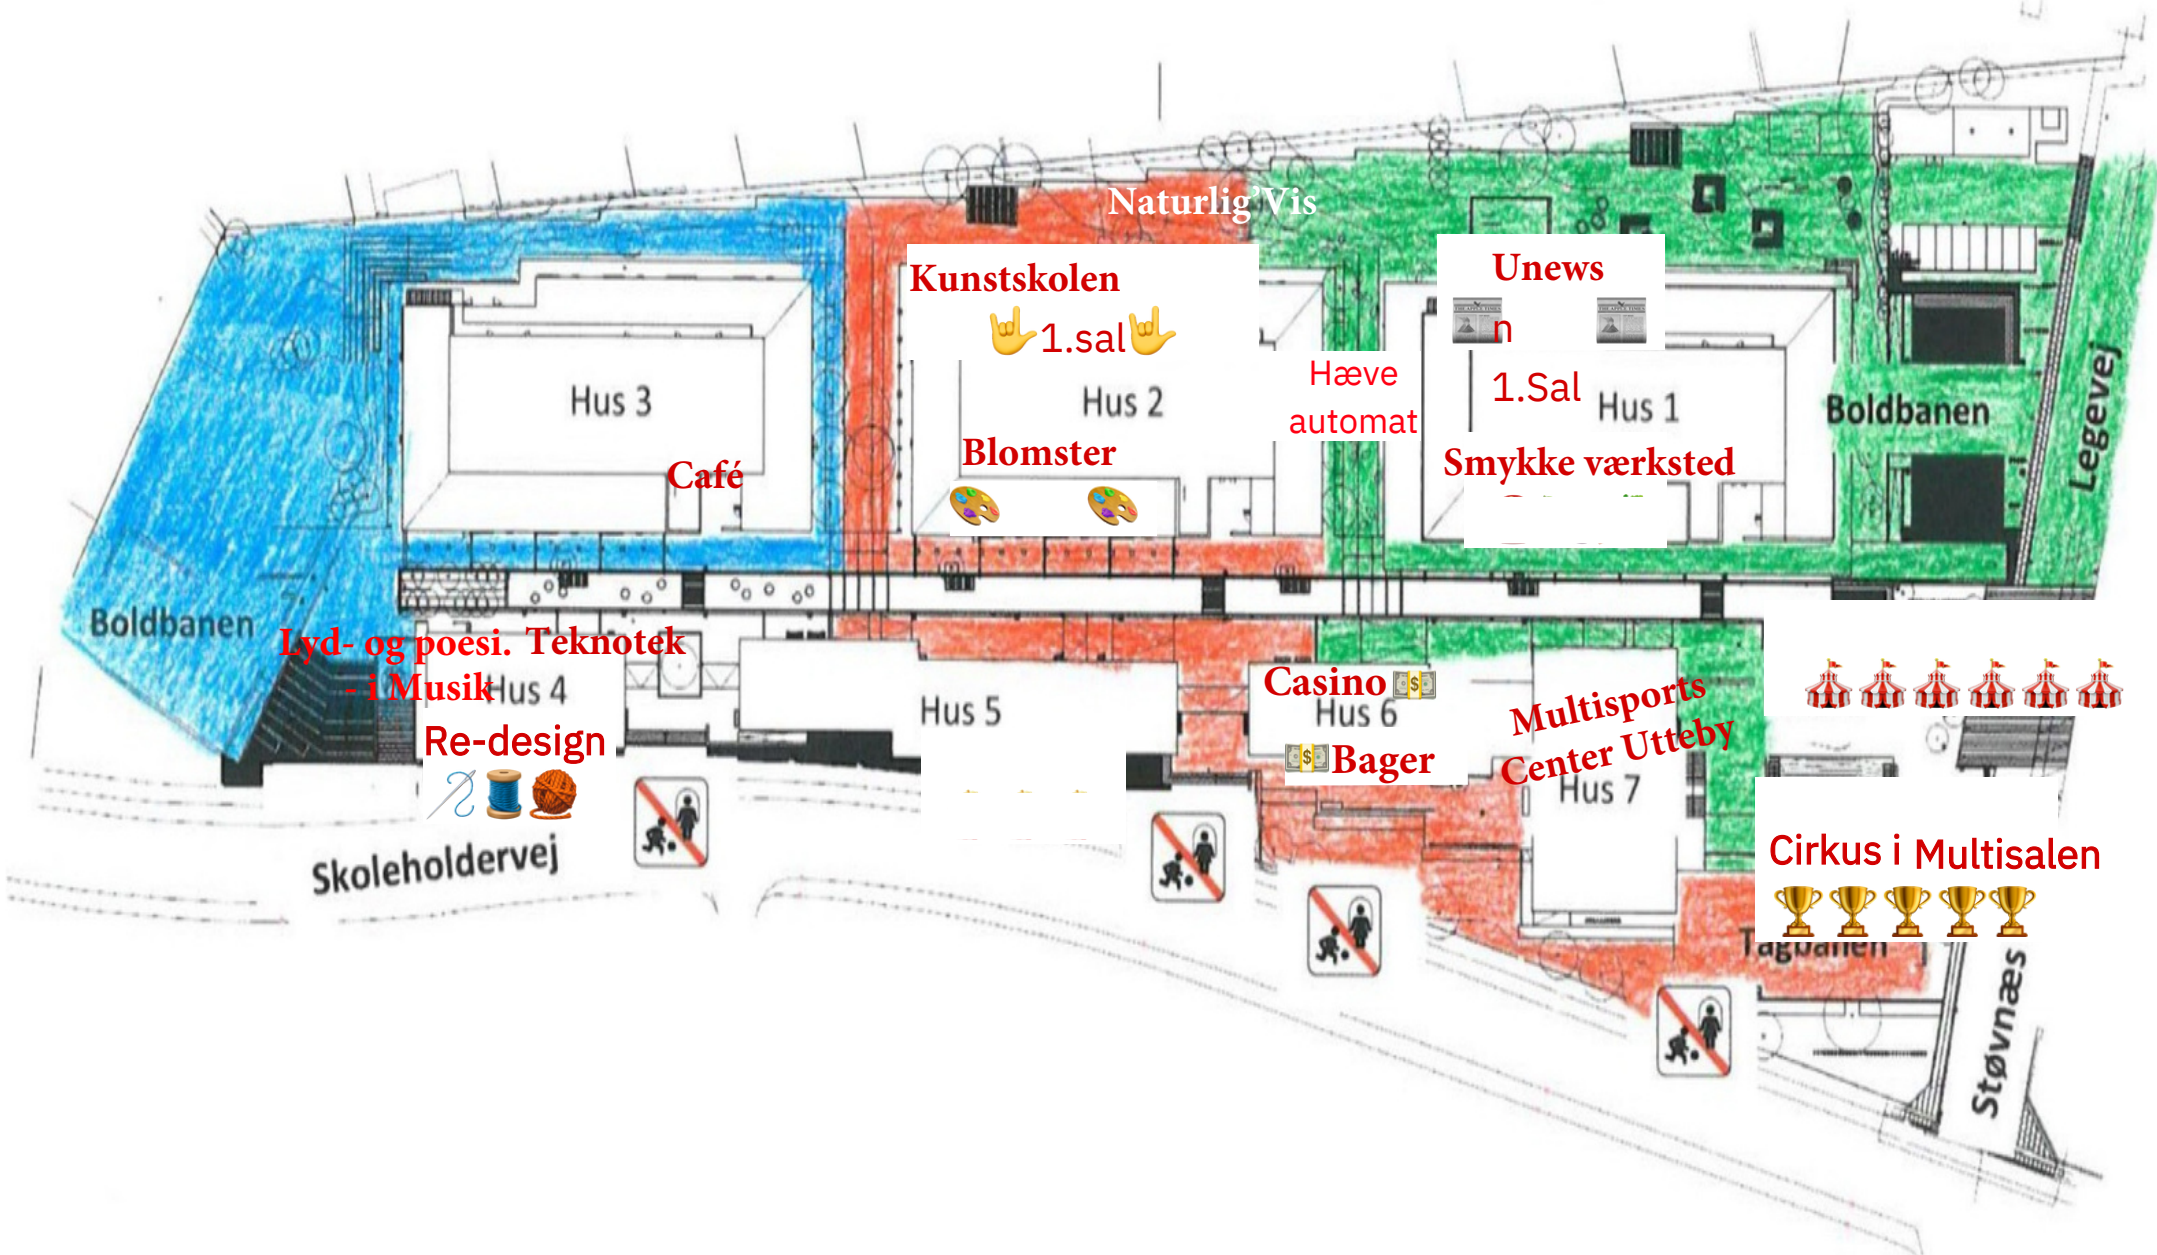 Naturlig Vis
Kunstskolen
1.sal
Unews
n
1.Sal
Hæve
automat
Hus 3
Hus 2
Hus 1
Boldbanen
Legevej
Café
Blomster
Smykke værksted
Boldbanen
Lyd- og poesi.
- i Musik
Teknotek
Hus 4
Re-design
Hus 5
Casino
Hus 6
Bager
Multisports
Center Utteby
Hus 7
Cirkus i Multisalen
Tagbanen
Skoleholdervej
Støvnæs